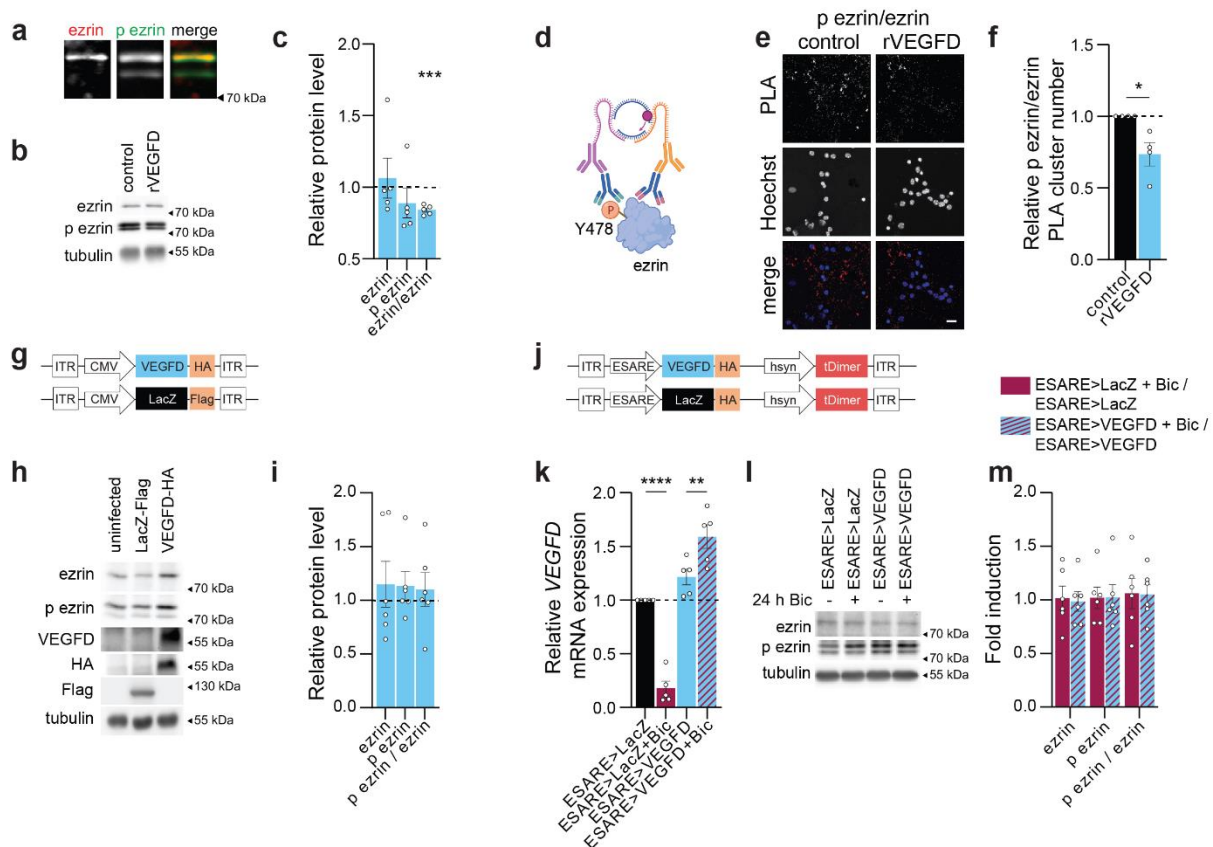 a
ezrin p ezrin merge
70 kDa
b
control
rVEGFD
ezrin
70 kDa
p ezrin
70 kDa
tubulin
55 kDa
c
Relative protein level
2.0
***
1.5
1.0
0.5
ezrin
p ezrin
ezrin/ezrin
d
P
Y478
ezrin
e
p ezrin/ezrin
control rVEGFD
PLA
Hoechst
merge
f
Relative p ezrin/ezrin
PLA cluster number
1.5
*
1.0
0.5
0.0
control
rVEGFD
g
ITR CMV VEGFD HA ITR
ITR CMV LacZ Flag ITR
j
ITR ESARE VEGFD HA hsyn tDimer ITR
ITR ESARE LacZ HA hsyn tDimer ITR
ESARE>LacZ + Bic /
ESARE>LacZ
ESARE>VEGFD + Bic /
ESARE>VEGFD
h
uninfected
LacZ-Flag
VEGFD-HA
ezrin
70 kDa
p ezrin
70 kDa
VEGFD
55 kDa
HA
55 kDa
Flag
130 kDa
tubulin
55 kDa
i
Relative protein level
2.0
1.5
1.0
0.5
0.0
ezrin
p ezrin
p ezrin / ezrin
k
Relative VEGFD
mRNA expression
2.0
**** **
1.5
1.0
0.5
0.0
ESARE>LacZ
ESARE>LacZ+Bic
ESARE>VEGFD
ESARE>VEGFD+Bic
l
ESARE>LacZ
ESARE>LacZ
ESARE>VEGFD
ESARE>VEGFD
24 h Bic - + - +
ezrin
70 kDa
p ezrin
70 kDa
tubulin
55 kDa
m
Fold induction
2.0
1.5
1.0
0.5
0.0
ezrin
p ezrin
p ezrin / ezrin